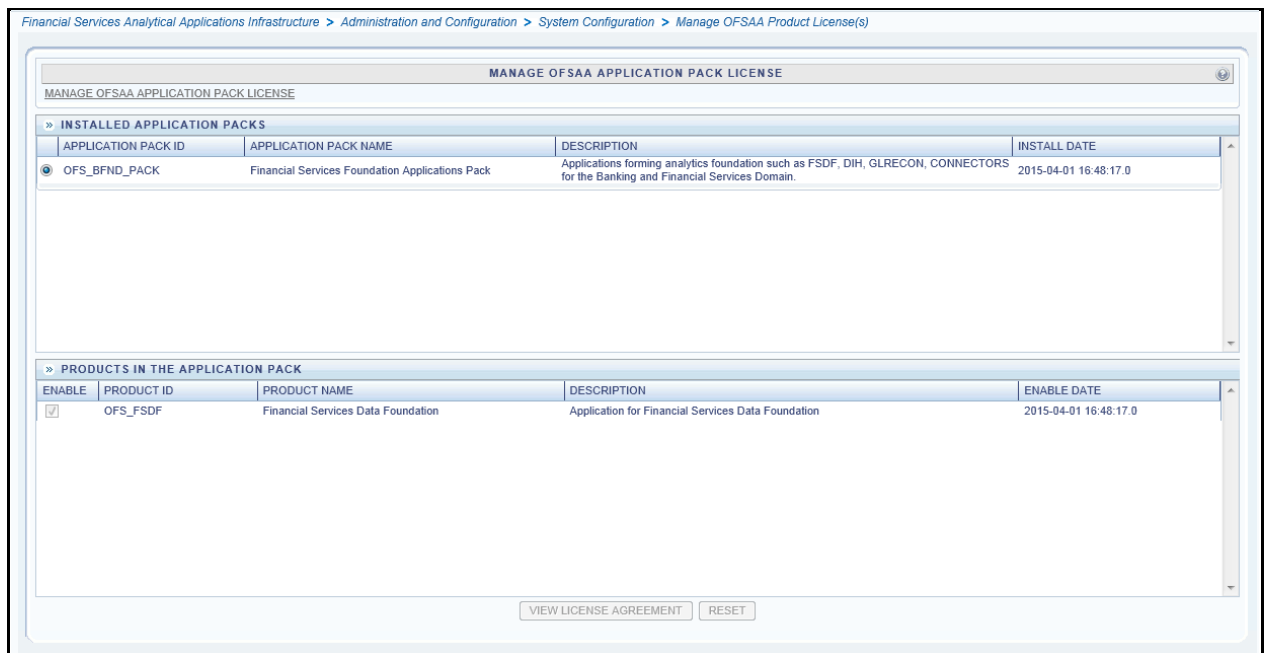 Financial Services Analytical Applications Infrastructure > Administration and Configuration > System Configuration > Manage OFSAA Product License(s)
MANAGE OFSAA APPLICATION PACK LICENSE
MANAGE OFSAA APPLICATION PACK LICENSE
» INSTALLED APPLICATION PACKS
APPLICATION PACK ID APPLICATION PACK NAME DESCRIPTION INSTALL DATE
OFS_BFND_PACK Financial Services Foundation Applications Pack Applications forming analytics foundation such as FSDF, DIH, GLRECON, CONNECTORS 2015-04-01 16:48:17.0
for the Banking and Financial Services Domain.
» PRODUCTS IN THE APPLICATION PACK
ENABLE PRODUCT ID PRODUCT NAME DESCRIPTION ENABLE DATE
OFS_FSDF Financial Services Data Foundation Application for Financial Services Data Foundation 2015-04-01 16:48:17.0
VIEW LICENSE AGREEMENT RESET